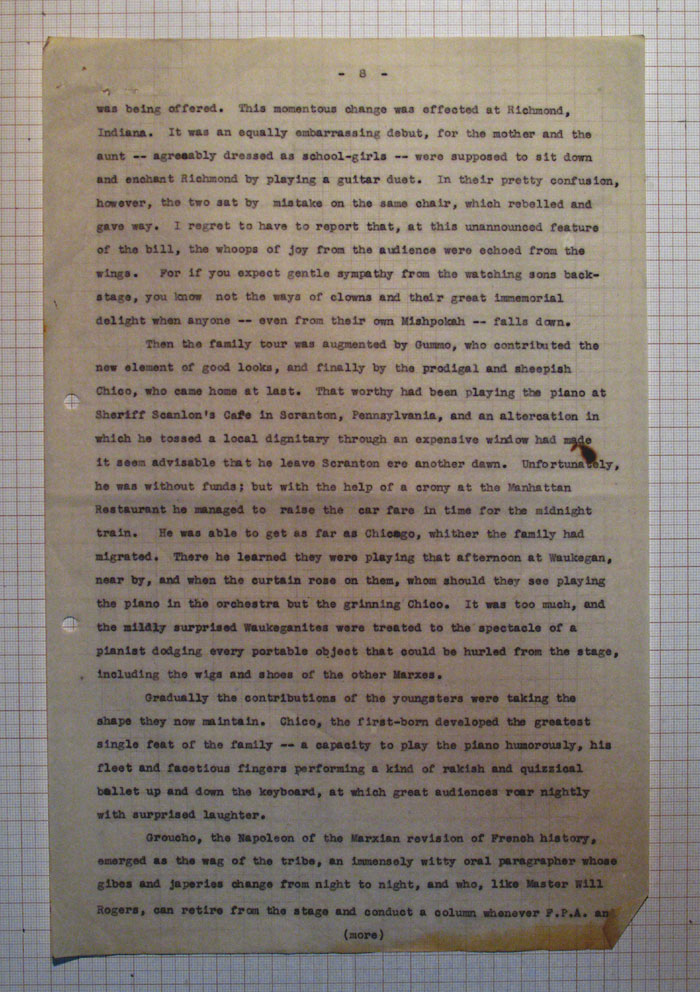 - 8 -
was being offered. This momentous change was effected at Richmond,
Indiana. It was an equally embarrassing debut, for the mother and the
aunt -- agreeably dressed as school-girls -- were supposed to sit down
and enchant Richmond by playing a guitar duet. In their pretty confusion,
however, the two sat by mistake on the same chair, which rebelled and
gave way. I regret to have to report that, at this unannounced feature
of the bill, the whoops of joy from the audience were echoed from the
wings. For if you expect gentle sympathy from the watching sons back-
stage, you know not the ways of clowns and their great immemorial
delight when anyone -- even from their own Mishpokah -- falls down.
Then the family tour was augmented by Gummo, who contributed the
new element of good looks, and finally by the prodigal and sheepish
Chico, who came home at last. That worthy had been playing the piano at
Sheriff Scanlon's Cafe in Scranton, Pennsylvania, and an altercation in
which he tossed a local dignitary through an expensive window had made
it seem advisable that he leave Scranton ere another dawn. Unfortunately,
he was without funds; but with the help of a crony at the Manhattan
Restaurant he managed to raise the car fare in time for the midnight
train. He was able to get as far as Chicago, whither the family had
migrated. There he learned they were playing that afternoon at Waukegan,
near by, and when the curtain rose on them, whom should they see playing
the piano in the orchestra but the grinning Chico. It was too much, and
the mildly surprised Waukeganites were treated to the spectacle of a
pianist dodging every portable object that could be hurled from the stage,
including the wigs and shoes of the other Marxes.
Gradually the contributions of the youngsters were taking the
shape they now maintain. Chico, the first-born developed the greatest
single feat of the family -- a capacity to play the piano humorously, his
fleet and facetious fingers performing a kind of rakish and quizzical
ballet up and down the keyboard, at which great audiences roar nightly
with surprised laughter.
Groucho, the Napoleon of the Marxian revision of French history,
emerged as the wag of the tribe, an immensely witty oral paragrapher whose
gibes and japeries change from night to night, and who, like Master Will
Rogers, can retire from the stage and conduct a column whenever F.P.A. an
(more)